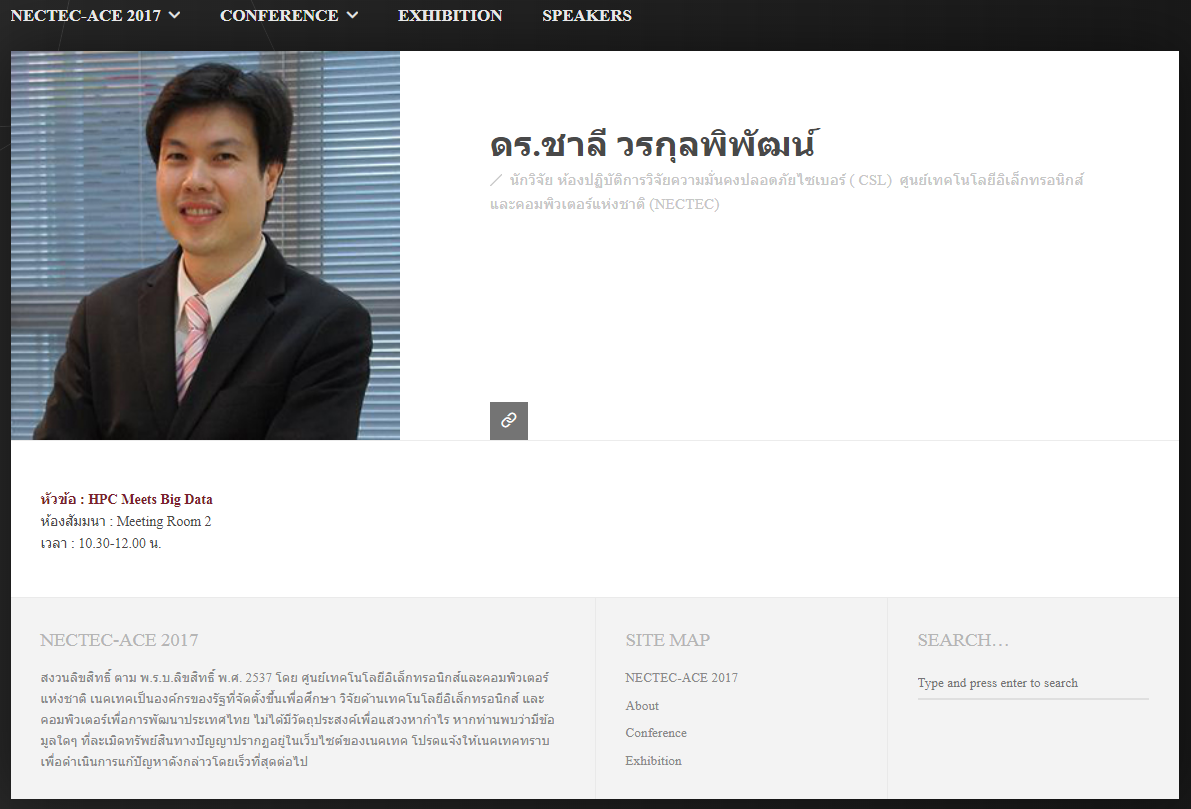 NECTEC-ACE 2017 CONFERENCE EXHIBITION SPEAKERS
ดร.ชาลี วรกุลพิพัฒน์
⁄ นักวิจัย ห้องปฏิบัติการวิจัยความมั่นคงปลอดภัยไซเบอร์ ( CSL) ศูนย์เทคโนโลยีอิเล็กทรอนิกส์
และคอมพิวเตอร์แห่งชาติ (NECTEC)
หัวข้อ : HPC Meets Big Data
ห้องสัมมนา : Meeting Room 2
เวลา : 10.30-12.00 น.
NECTEC-ACE 2017
สงวนลิขสิทธิ์ ตาม พ.ร.บ.ลิขสิทธิ์ พ.ศ. 2537 โดย ศูนย์เทคโนโลยีอิเล็กทรอนิกส์และคอมพิวเตอร์
แห่งชาติ เนคเทคเป็นองค์กรของรัฐที่จัดตั้งขึ้นเพื่อศึกษา วิจัยด้านเทคโนโลยีอิเล็กทรอนิกส์ และ
คอมพิวเตอร์เพื่อการพัฒนาประเทศไทย ไม่ได้มีวัตถุประสงค์เพื่อแสวงหากำไร หากท่านพบว่ามีข้อ
มูลใดๆ ที่ละเมิดทรัพย์สินทางปัญญาปรากฏอยู่ในเว็บไซต์ของเนคเทค โปรดแจ้งให้เนคเทคทราบ
เพื่อดำเนินการแก้ปัญหาดังกล่าวโดยเร็วที่สุดต่อไป
SITE MAP
NECTEC-ACE 2017
About
Conference
Exhibition
SEARCH…
Type and press enter to search